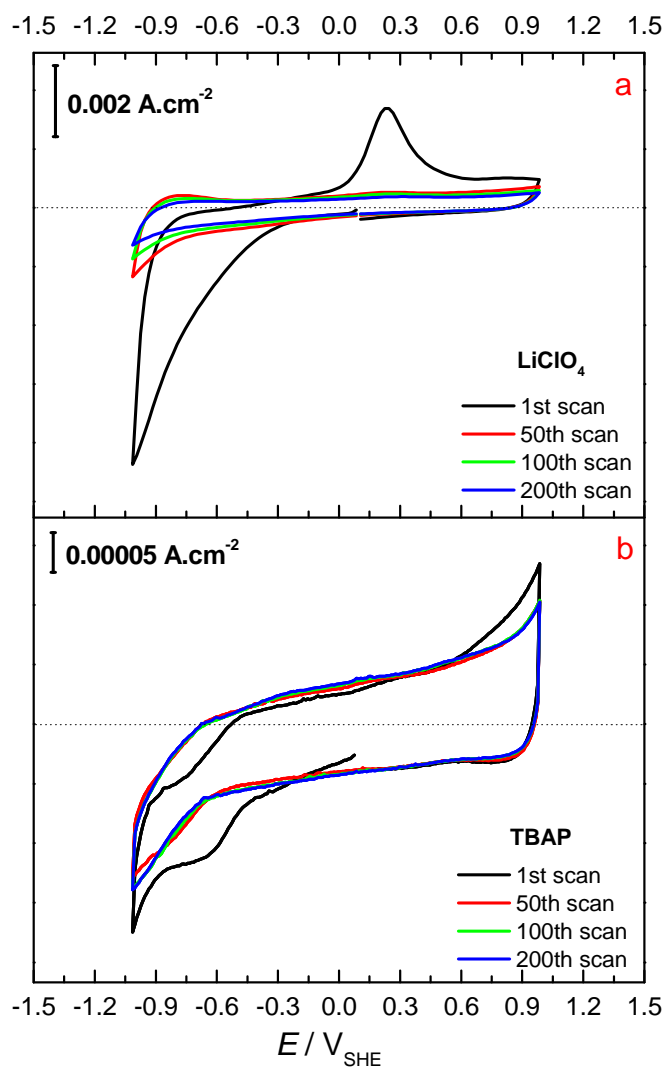 -1.5 -1.2 -0.9 -0.6 -0.3 0.0 0.3 0.6 0.9 1.2 1.5
0.002 A.cm⁻²
a
LiClO₄
1st scan
50th scan
100th scan
200th scan
0.00005 A.cm⁻²
b
TBAP
1st scan
50th scan
100th scan
200th scan
-1.5 -1.2 -0.9 -0.6 -0.3 0.0 0.3 0.6 0.9 1.2 1.5
E / V_SHE